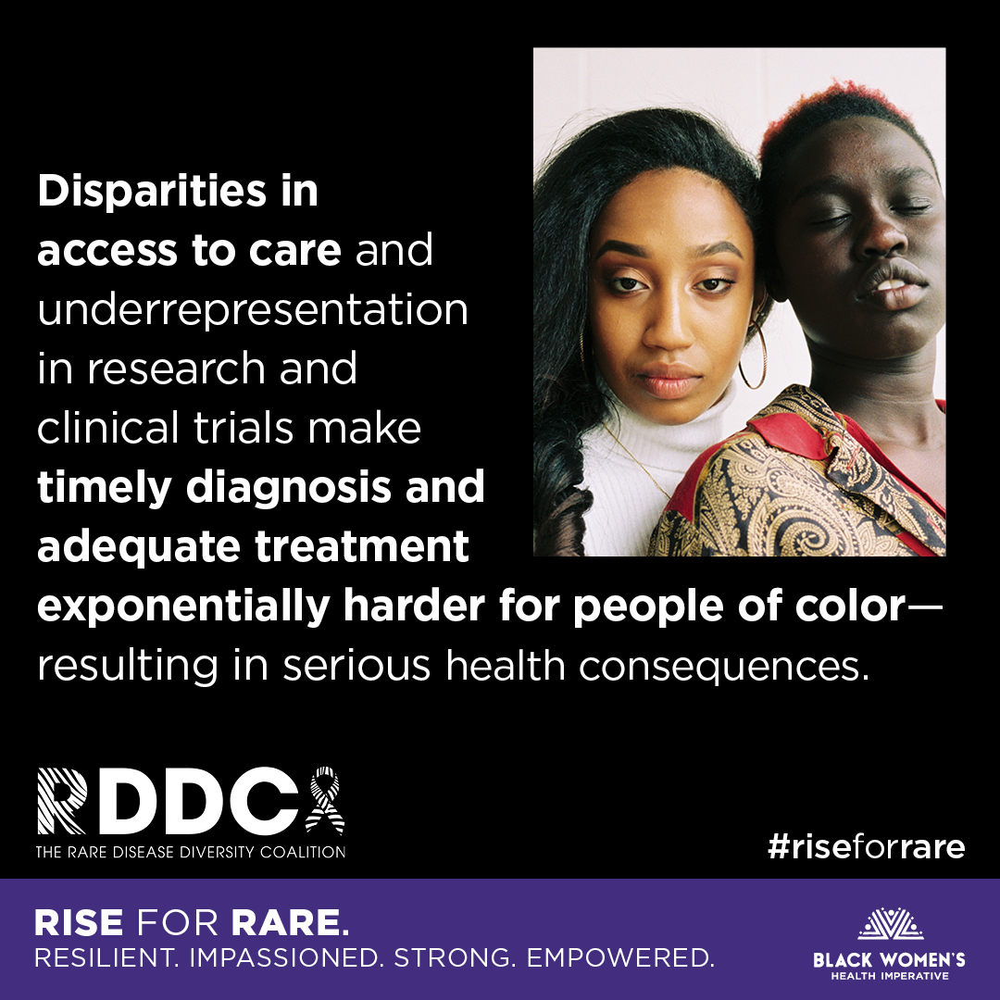 Disparities in
access to care and
underrepresentation
in research and
clinical trials make
timely diagnosis and
adequate treatment
exponentially harder for people of color—
resulting in serious health consequences.
RDDC
THE RARE DISEASE DIVERSITY COALITION
#riseforrare
RISE FOR RARE.
RESILIENT. IMPASSIONED. STRONG. EMPOWERED.
BLACK WOMEN'S
HEALTH IMPERATIVE